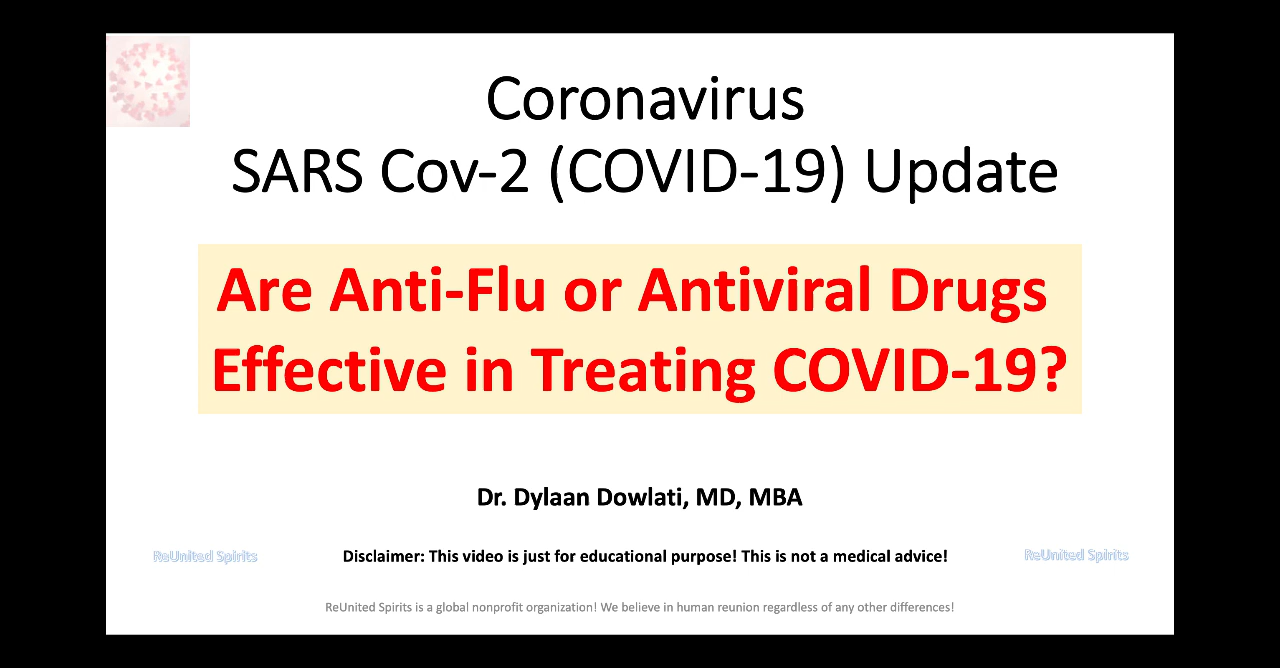 Coronavirus
SARS Cov-2 (COVID-19) Update
Are Anti-Flu or Antiviral Drugs
Effective in Treating COVID-19?
Dr. Dylaan Dowlati, MD, MBA
ReUnited Spirits
Disclaimer: This video is just for educational purpose! This is not a medical advice!
ReUnited Spirits
ReUnited Spirits is a global nonprofit organization! We believe in human reunion regardless of any other differences!